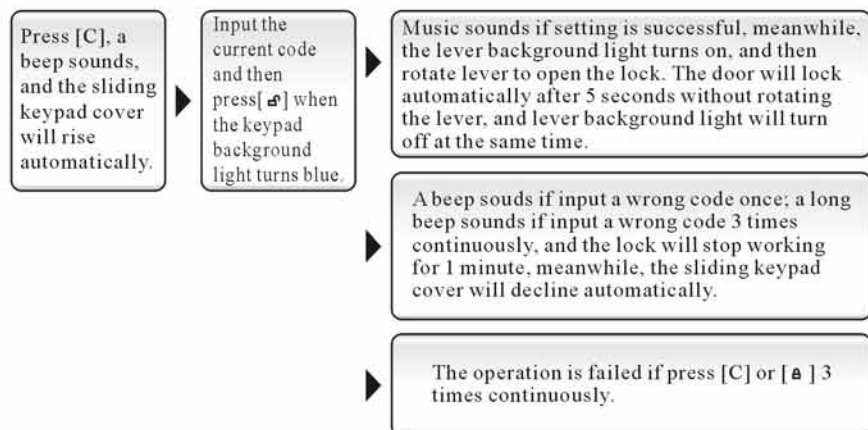 Press [C], a
beep sounds,
and the sliding
keypad cover
will rise
automatically.
Input the
current code
and then
press[🔓] when
the keypad
background
light turns blue.
Music sounds if setting is successful, meanwhile,
the lever background light turns on, and then
rotate lever to open the lock. The door will lock
automatically after 5 seconds without rotating
the lever, and lever background light will turn
off at the same time.
A beep souds if input a wrong code once; a long
beep sounds if input a wrong code 3 times
continuously, and the lock will stop working
for 1 minute, meanwhile, the sliding keypad
cover will decline automatically.
The operation is failed if press [C] or [🔒] 3
times continuously.